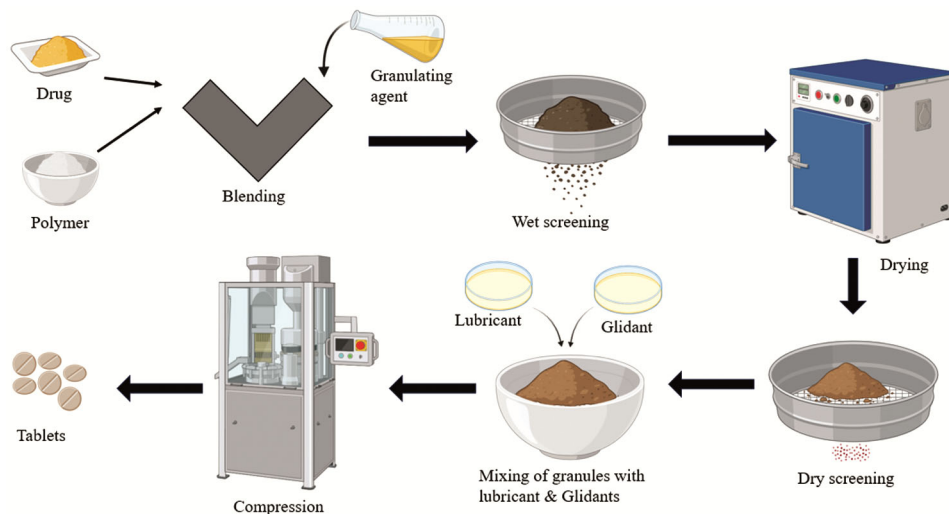 Drug
Polymer
Granulating
agent
Blending
Wet screening
Drying
Dry screening
Lubricant
Glidant
Mixing of granules with
lubricant & Glidants
Compression
Tablets